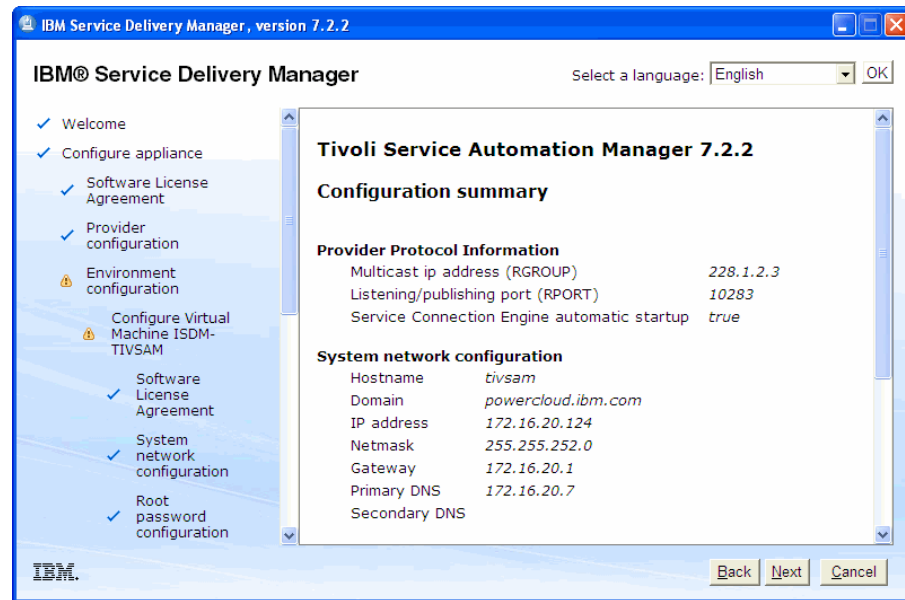 IBM Service Delivery Manager, version 7.2.2
IBM® Service Delivery Manager
Select a language: English OK
Welcome
Configure appliance
Software License
Agreement
Provider
configuration
Environment
configuration
Configure Virtual
Machine ISDM-
TIVSAM
Software
License
Agreement
System
network
configuration
Root
password
configuration
Tivoli Service Automation Manager 7.2.2
Configuration summary
Provider Protocol Information
Multicast ip address (RGROUP) 228.1.2.3
Listening/publishing port (RPORT) 10283
Service Connection Engine automatic startup true
System network configuration
Hostname tivsam
Domain powercloud.ibm.com
IP address 172.16.20.124
Netmask 255.255.252.0
Gateway 172.16.20.1
Primary DNS 172.16.20.7
Secondary DNS
IBM.
Back Next Cancel